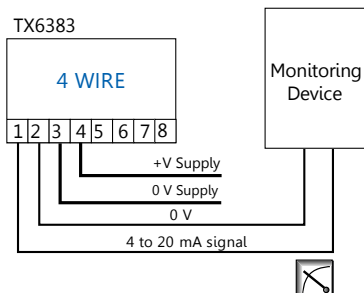 TX6383
4 WIRE
Monitoring
Device
1 2 3 4 5 6 7 8
+V Supply
0 V Supply
0 V
4 to 20 mA signal